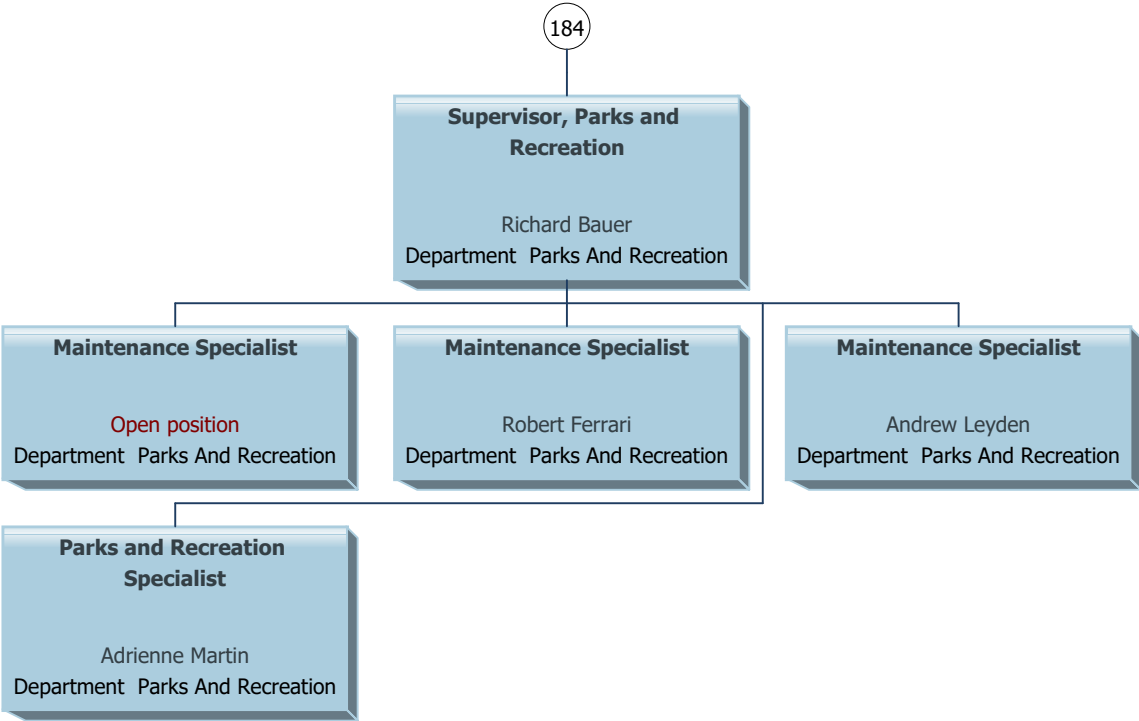 184
Supervisor, Parks and
Recreation
Richard Bauer
Department  Parks And Recreation
Maintenance Specialist
Open position
Department  Parks And Recreation
Maintenance Specialist
Robert Ferrari
Department  Parks And Recreation
Maintenance Specialist
Andrew Leyden
Department  Parks And Recreation
Parks and Recreation
Specialist
Adrienne Martin
Department  Parks And Recreation